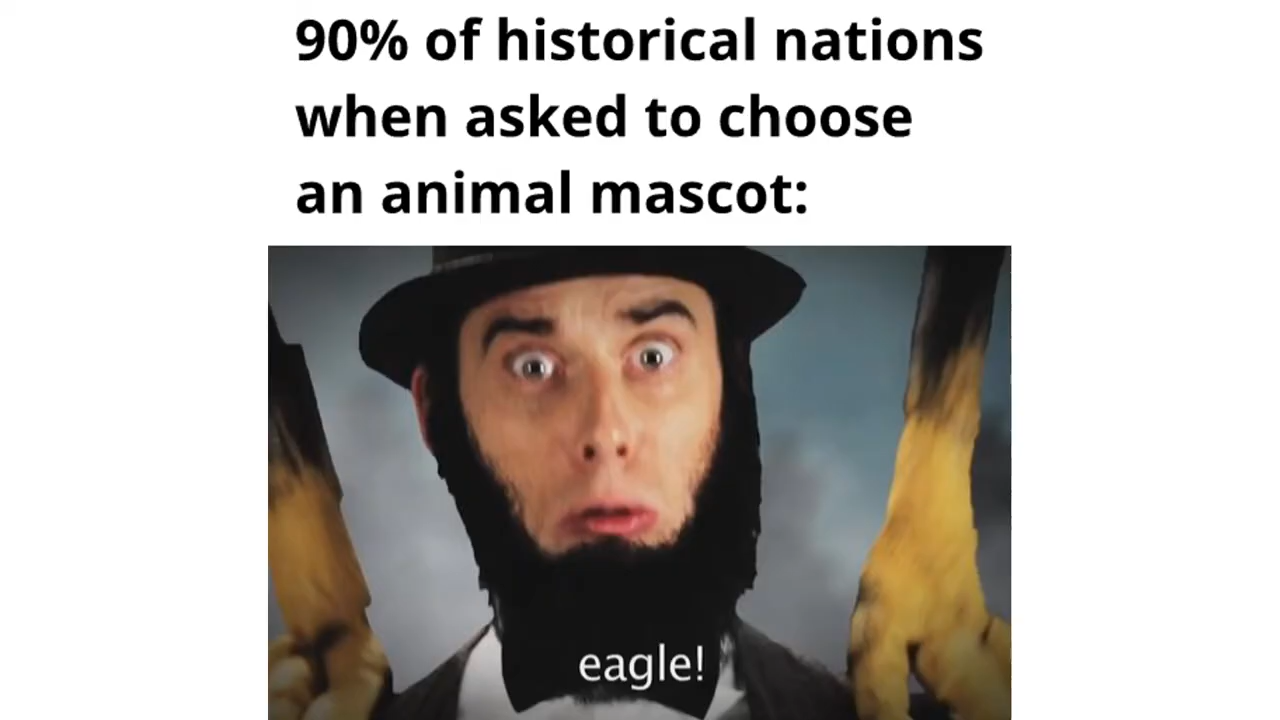 90% of historical nations
when asked to choose
an animal mascot:
eagle!